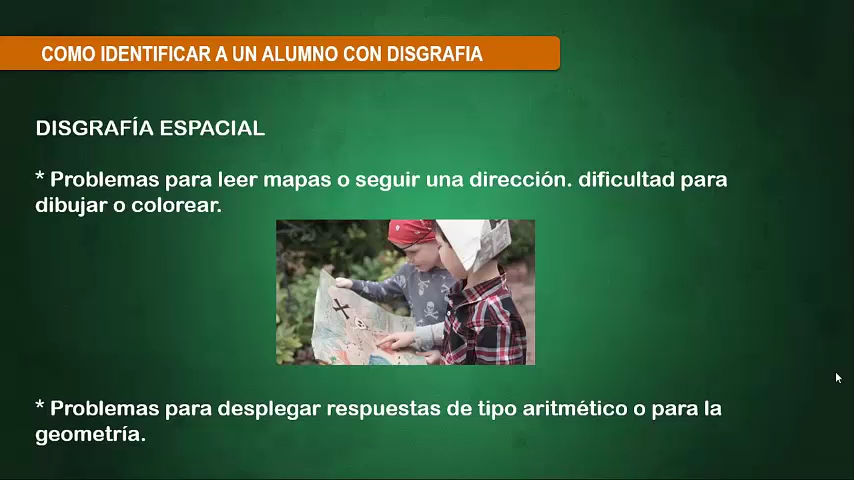 COMO IDENTIFICAR A UN ALUMNO CON DISGRAFIA
DISGRAFÍA ESPACIAL
* Problemas para leer mapas o seguir una dirección. dificultad para
dibujar o colorear.
* Problemas para desplegar respuestas de tipo aritmético o para la
geometría.